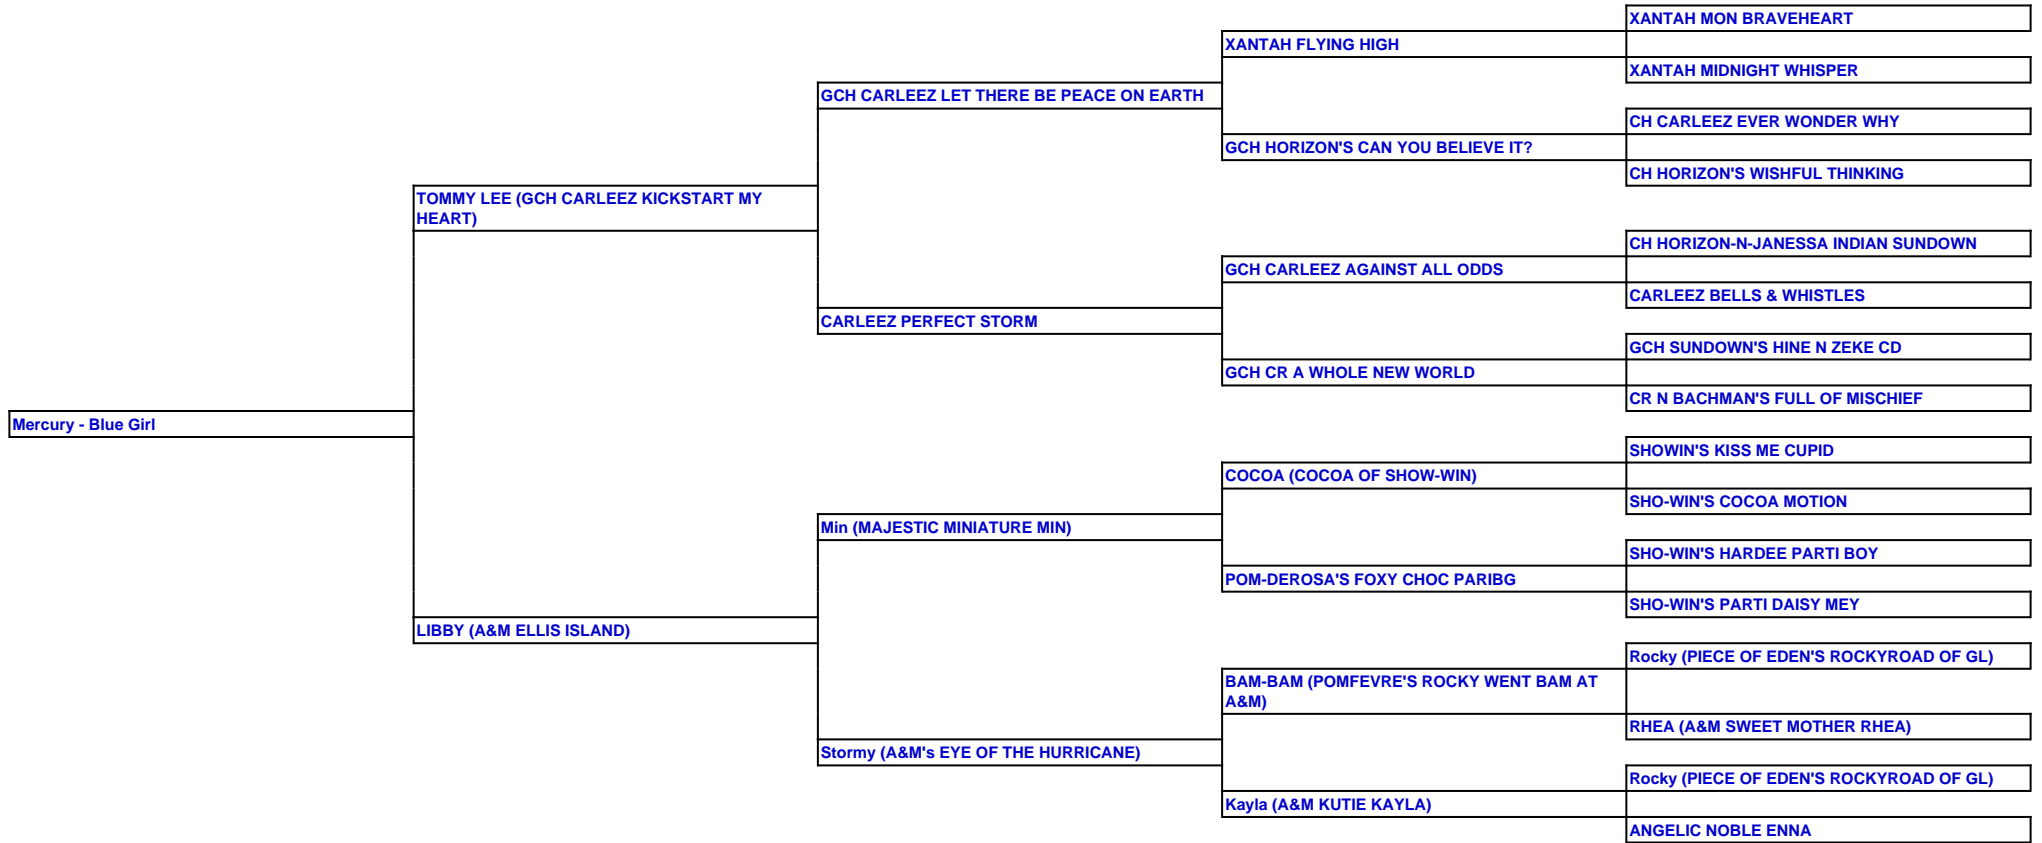 XANTAH MON BRAVEHEART
XANTAH FLYING HIGH
XANTAH MIDNIGHT WHISPER
GCH CARLEEZ LET THERE BE PEACE ON EARTH
CH CARLEEZ EVER WONDER WHY
GCH HORIZON'S CAN YOU BELIEVE IT?
CH HORIZON'S WISHFUL THINKING
TOMMY LEE (GCH CARLEEZ KICKSTART MY
HEART)
CH HORIZON-N-JANESSA INDIAN SUNDOWN
GCH CARLEEZ AGAINST ALL ODDS
CARLEEZ BELLS & WHISTLES
CARLEEZ PERFECT STORM
GCH SUNDOWN'S HINE N ZEKE CD
GCH CR A WHOLE NEW WORLD
CR N BACHMAN'S FULL OF MISCHIEF
Mercury - Blue Girl
SHOWIN'S KISS ME CUPID
COCOA (COCOA OF SHOW-WIN)
SHO-WIN'S COCOA MOTION
Min (MAJESTIC MINIATURE MIN)
SHO-WIN'S HARDEE PARTI BOY
POM-DEROSA'S FOXY CHOC PARIBG
SHO-WIN'S PARTI DAISY MEY
LIBBY (A&M ELLIS ISLAND)
Rocky (PIECE OF EDEN'S ROCKYROAD OF GL)
BAM-BAM (POMFEVRE'S ROCKY WENT BAM AT
A&M)
RHEA (A&M SWEET MOTHER RHEA)
Stormy (A&M's EYE OF THE HURRICANE)
Rocky (PIECE OF EDEN'S ROCKYROAD OF GL)
Kayla (A&M KUTIE KAYLA)
ANGELIC NOBLE ENNA